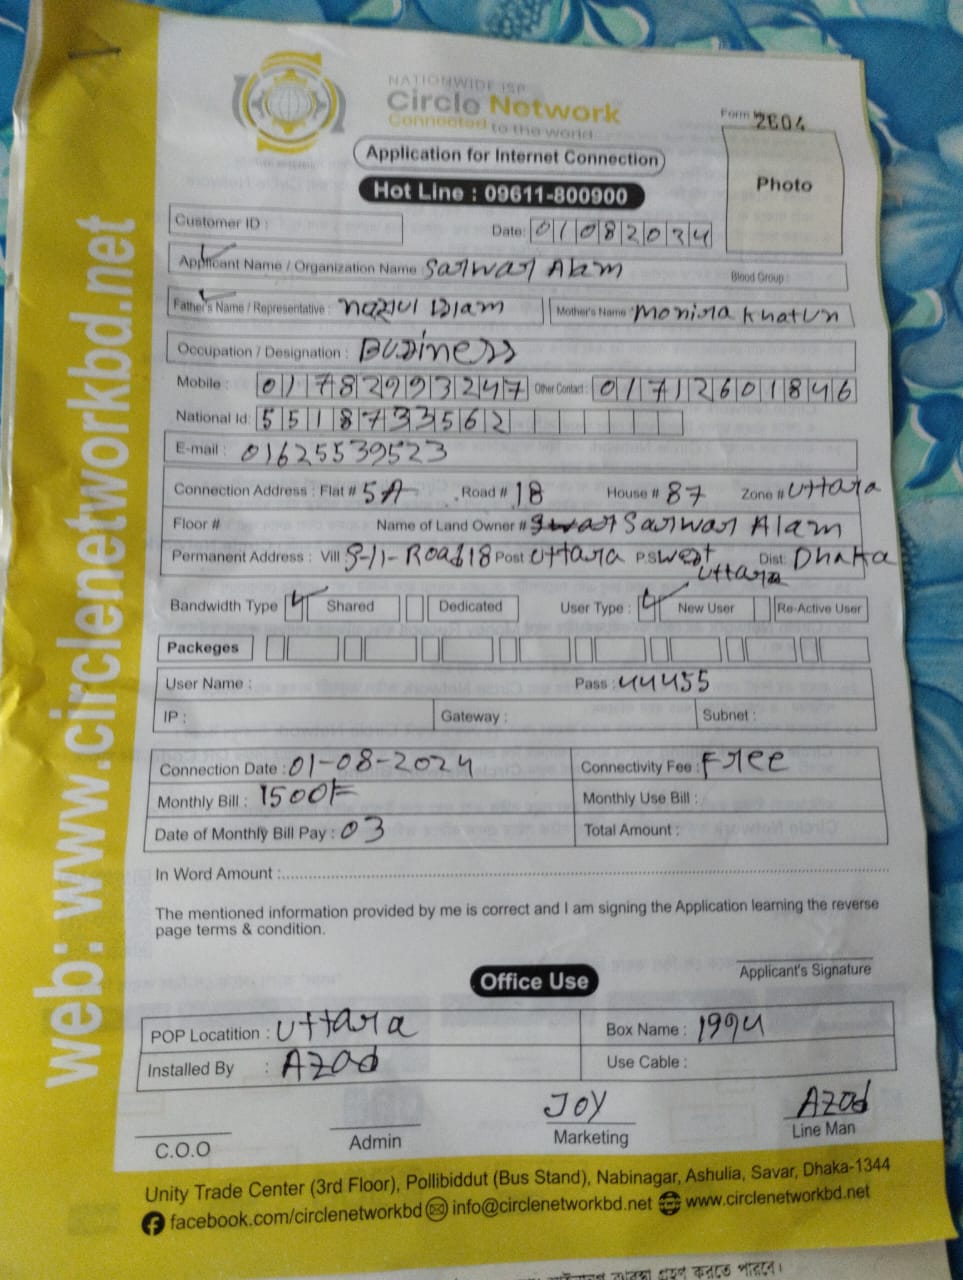 NATIONWIDE ISP
Circle Network
Connected to the world
Form 2604
Application for Internet Connection
Photo
Hot Line : 09611-800900
Customer ID :
Date: 01082024
Applicant Name / Organization Name : Sarwar Alam
Blood Group :
Father's Name / Representative :
Mother's Name : Monira Khatun
Occupation / Designation : Business
Mobile : 01782993247 Other Contact : 01712601846
National Id: 5518733562
E-mail : 01625539523
Connection Address : Flat # 5A Road # 18 House # 87 Zone # Uttara
Floor # Name of Land Owner # Sarwar Alam
Permanent Address : Vill Road 18 Post Uttara P.S West Uttara Dist: Dhaka
Bandwidth Type Shared Dedicated User Type : New User Re-Active User
Packeges
User Name : Pass : 44455
IP : Gateway : Subnet :
Connection Date : 01-08-2024 Connectivity Fee : Free
Monthly Bill : 1500/= Monthly Use Bill :
Date of Monthly Bill Pay : 03 Total Amount :
In Word Amount :
The mentioned information provided by me is correct and I am signing the Application learning the reverse
page terms & condition.
Applicant's Signature
Office Use
POP Locatition : Uttara Box Name : 1994
Installed By : Azad Use Cable :
JOY Azad
C.O.O Admin Marketing Line Man
Unity Trade Center (3rd Floor), Pollibiddut (Bus Stand), Nabinagar, Ashulia, Savar, Dhaka-1344
facebook.com/circlenetworkbd info@circlenetworkbd.net www.circlenetworkbd.net
web: www.circlenetworkbd.net
গ্রহণ করতে পারবে।